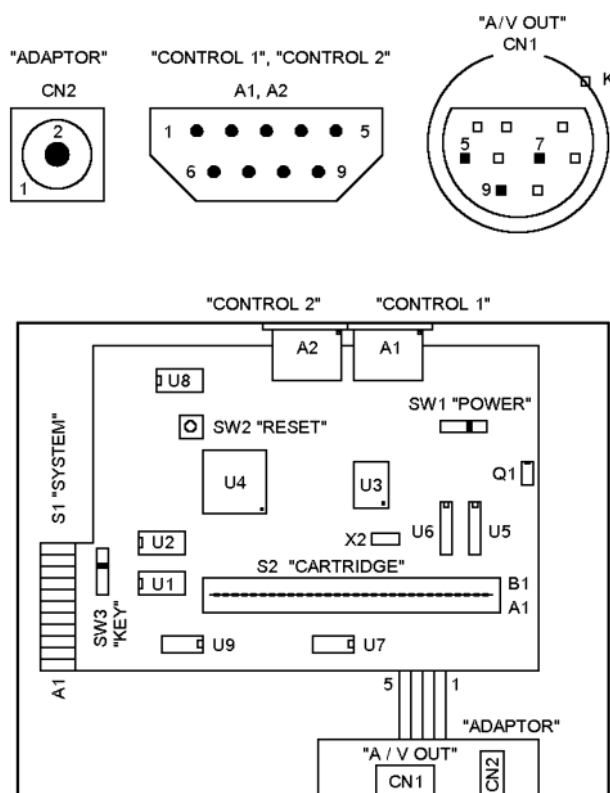 "A/V OUT"
"ADAPTOR"
"CONTROL 1", "CONTROL 2"
CN1
CN2
A1, A2
K
2
1
5
1
6
9
5
7
9
"CONTROL 2"
"CONTROL 1"
A2
A1
U8
SW1 "POWER"
SW2 "RESET"
S1 "SYSTEM"
U4
U3
Q1
X2
U6
U5
U2
S2 "CARTRIDGE"
U1
B1
A1
SW3
"KEY"
U9
U7
A1
5
1
"ADAPTOR"
"A / V OUT"
CN1
CN2